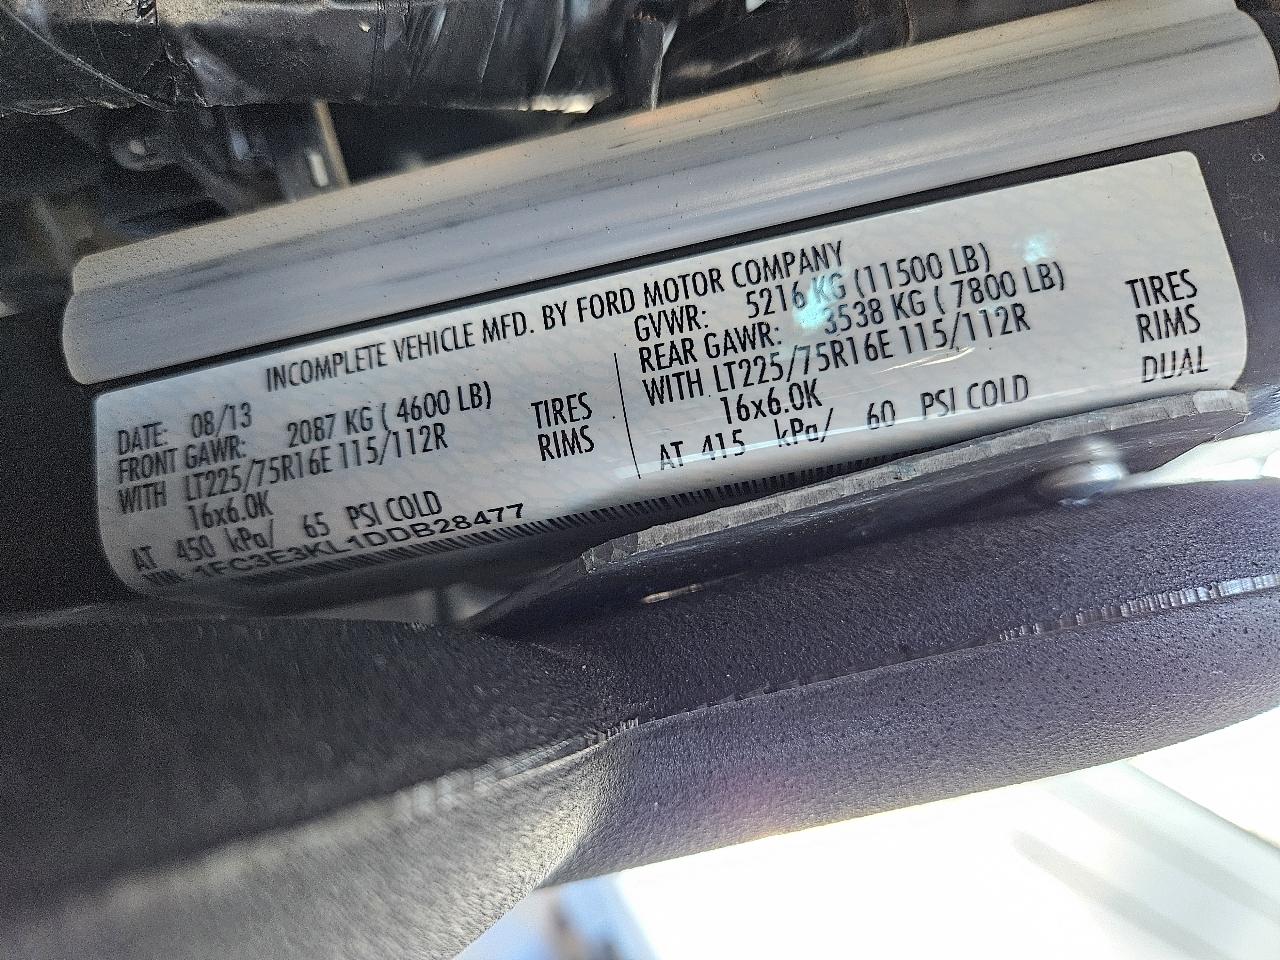 INCOMPLETE VEHICLE MFD. BY FORD MOTOR COMPANY
DATE: 08/13
GVWR: 5216 KG (11500 LB)
FRONT GAWR: 2087 KG ( 4600 LB)
WITH LT225/75R16E 115/112R TIRES
16x6.0K RIMS
AT 450 kPa/ 65 PSI COLD
REAR GAWR: 3538 KG ( 7800 LB)
WITH LT225/75R16E 115/112R TIRES
16x6.0K RIMS
AT 415 kPa/ 60 PSI COLD DUAL
VIN: 1FC3E3KL1DDB28477